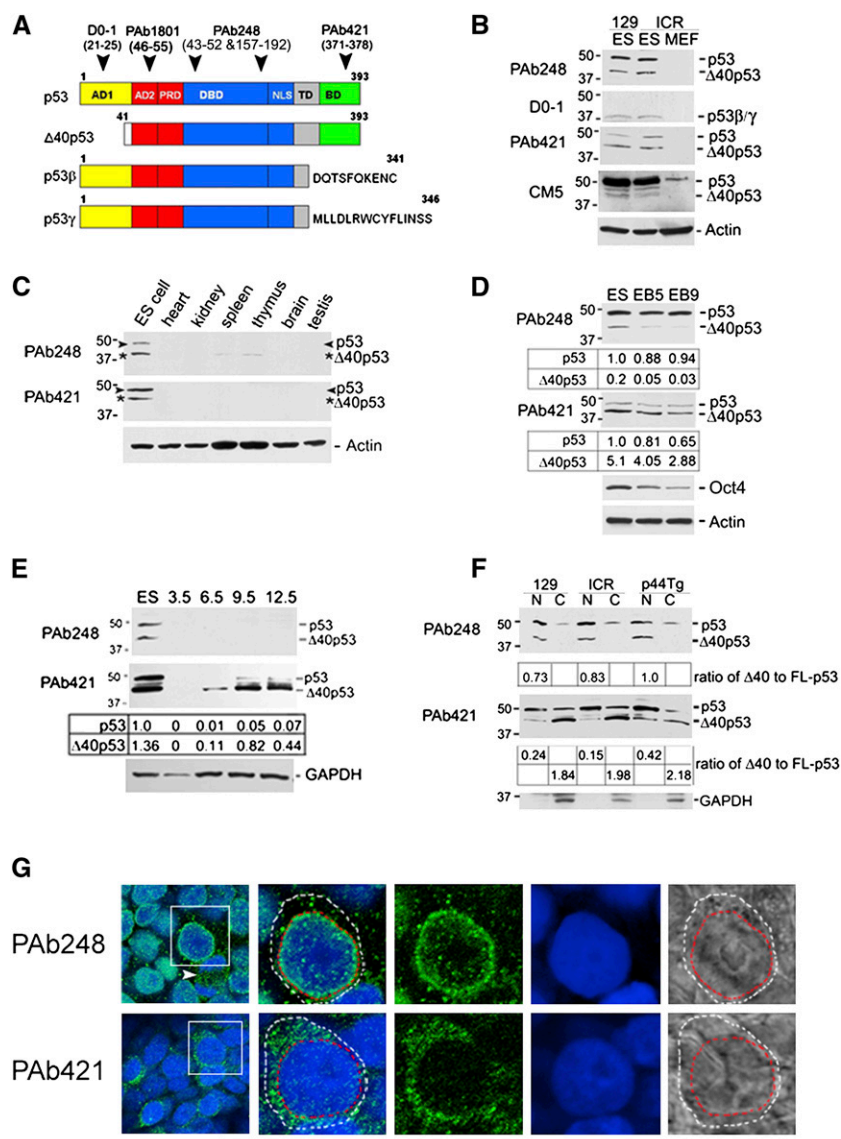 A
D0-1 PAb1801 PAb248 PAb421
(21-25) (46-55) (43-52 &157-192) (371-378)
1 393
p53 AD1 AD2 PRD DBD NLS TD BD
41 393
Δ40p53
1 341
p53β DQTSFQKENC
1 346
p53γ MLLDLRWCYFLINSS
B
129 ICR
ES ES MEF
PAb248 50 37 p53 Δ40p53
D0-1 50 37 p53β/γ
PAb421 50 37 p53 Δ40p53
CM5 50 37 p53 Δ40p53
Actin
C
ES cell heart kidney spleen thymus brain testis
PAb248 50 37 p53 *Δ40p53
PAb421 50 37 p53 *Δ40p53
Actin
D
ES EB5 EB9
PAb248 50 37 p53 Δ40p53
p53 1.0 0.88 0.94
Δ40p53 0.2 0.05 0.03
PAb421 50 37 p53 Δ40p53
p53 1.0 0.81 0.65
Δ40p53 5.1 4.05 2.88
Oct4
Actin
E
ES 3.5 6.5 9.5 12.5
PAb248 50 37 p53 Δ40p53
PAb421 50 37 p53 Δ40p53
p53 1.0 0 0.01 0.05 0.07
Δ40p53 1.36 0 0.11 0.82 0.44
GAPDH
F
129 ICR p44Tg
N C N C N C
PAb248 50 37 p53 Δ40p53
0.73 0.83 1.0 ratio of Δ40 to FL-p53
PAb421 50 37 p53 Δ40p53
0.24 0.15 0.42
1.84 1.98 2.18
ratio of Δ40 to FL-p53
37 GAPDH
G
PAb248
PAb421